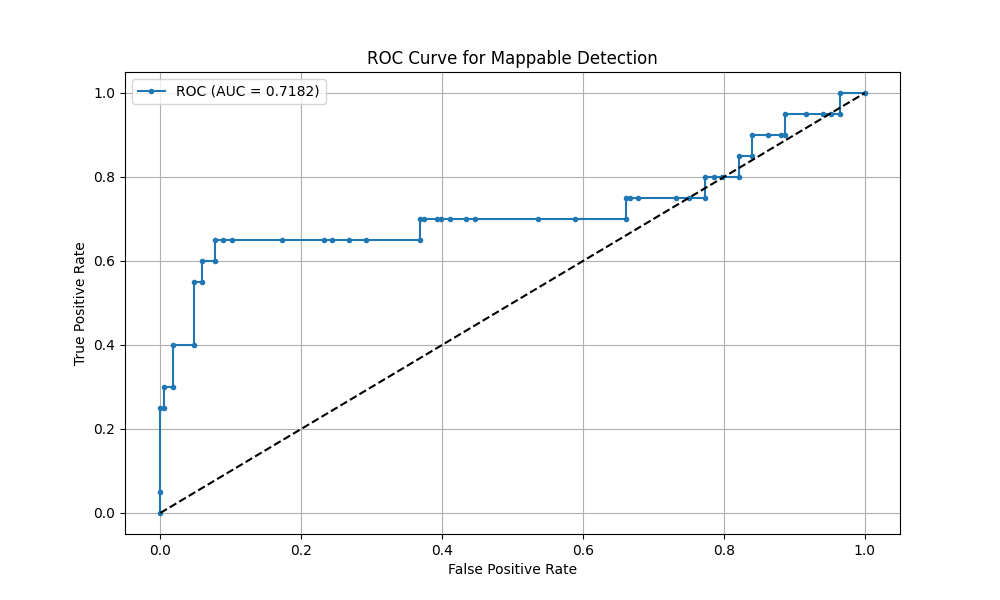 ROC Curve for Mappable Detection
ROC (AUC = 0.7182)
True Positive Rate
1.0
0.8
0.6
0.4
0.2
0.0
0.0 0.2 0.4 0.6 0.8 1.0
False Positive Rate